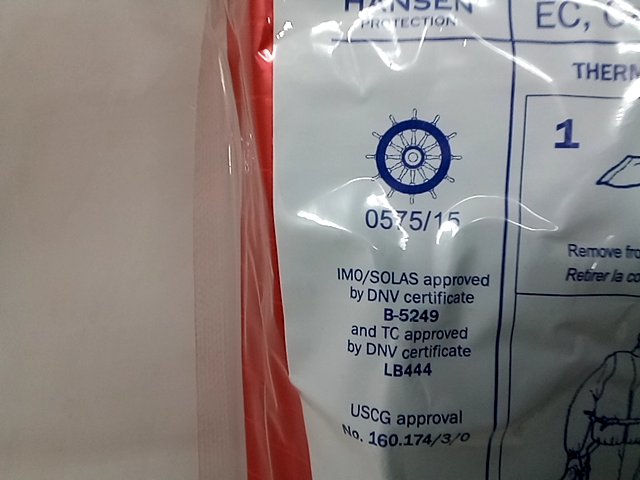 HANSEN
PROTECTION
EC,
THERM
0575/15
1
IMO/SOLAS approved
by DNV certificate
B-5249
and TC approved
by DNV certificate
LB444
USCG approval
No. 160.174/3/0
Remove fro
Retirer la co